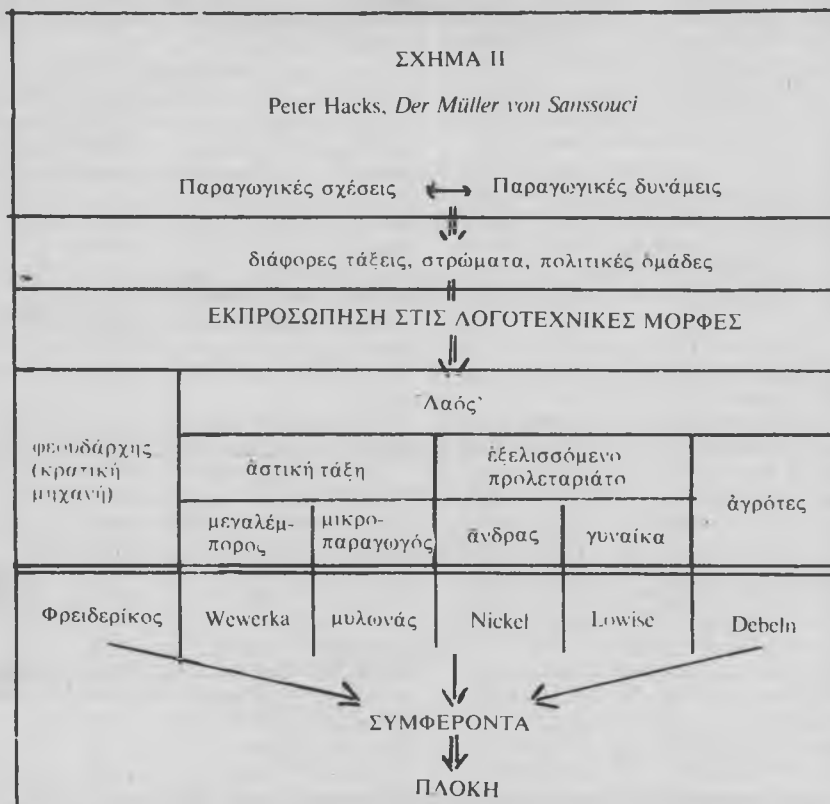 ΣΧΗΜΑ II
Peter Hacks, Der Müller von Sanssouci
Παραγωγικές σχέσεις ↔ Παραγωγικές δυνάμεις
διάφορες τάξεις, στρώματα, πολιτικές ὁμάδες
ΕΚΠΡΟΣΩΠΗΣΗ ΣΤΙΣ ΛΟΓΟΤΕΧΝΙΚΕΣ ΜΟΡΦΕΣ
'Λαός'
φεουδάρχης
(κρατική
μηχανή)
ἀστική τάξη
ἐξελισσόμενο
προλεταριάτο
ἀγρότες
μεγαλέμ-
πορος
μικρο-
παραγωγός
ἄνδρας
γυναίκα
Φρειδερίκος
Wewerka
μυλωνάς
Nickel
Lowise
Debeln
ΣΥΜΦΕΡΟΝΤΑ
ΠΛΟΚΗ